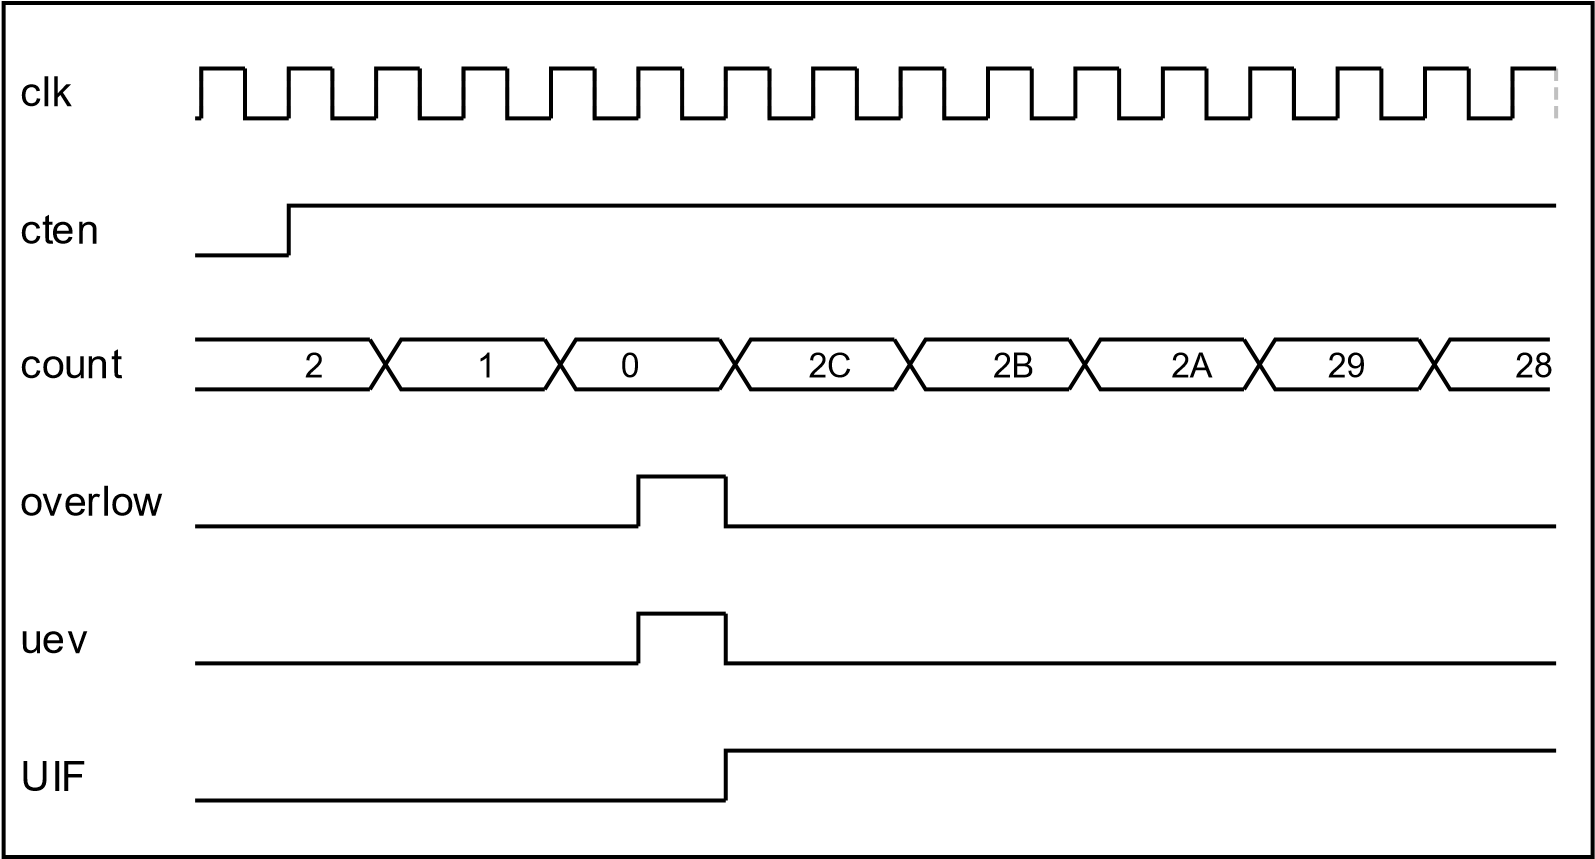 clk
cten
count 2 1 0 2C 2B 2A 29 28
overlow
uev
UIF